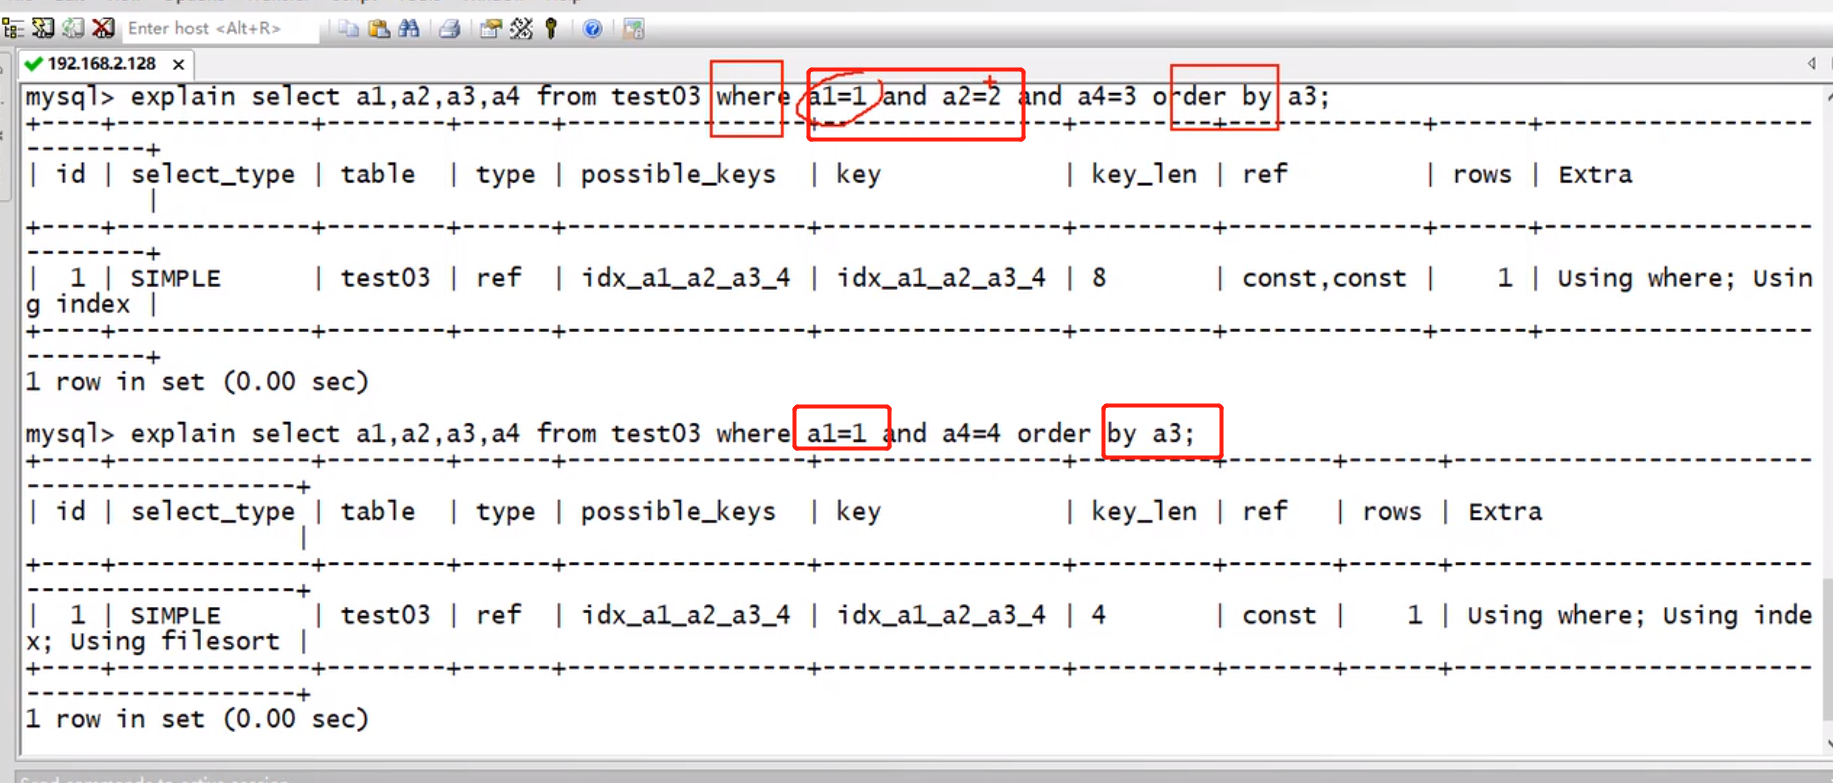 Enter host <Alt+R>
192.168.2.128
mysql> explain select a1,a2,a3,a4 from test03 where a1=1 and a2=2 and a4=3 order by a3;
+----+-------------+--------+------+-----------------+-----------------+---------+-------------+------+------------------
--------+
| id | select_type | table  | type | possible_keys   | key             | key_len | ref         | rows | Extra
         |
+----+-------------+--------+------+-----------------+-----------------+---------+-------------+------+------------------
--------+
|  1 | SIMPLE      | test03 | ref  | idx_a1_a2_a3_4 | idx_a1_a2_a3_4 | 8       | const,const |    1 | Using where; Usin
g index |
+----+-------------+--------+------+-----------------+-----------------+---------+-------------+------+------------------
--------+
1 row in set (0.00 sec)
mysql> explain select a1,a2,a3,a4 from test03 where a1=1 and a4=4 order by a3;
+----+-------------+--------+------+-----------------+-----------------+---------+-------+------+------------------------
------------------+
| id | select_type | table  | type | possible_keys   | key             | key_len | ref   | rows | Extra
                  |
+----+-------------+--------+------+-----------------+-----------------+---------+-------+------+------------------------
------------------+
|  1 | SIMPLE      | test03 | ref  | idx_a1_a2_a3_4 | idx_a1_a2_a3_4 | 4       | const |    1 | Using where; Using inde
x; Using filesort |
+----+-------------+--------+------+-----------------+-----------------+---------+-------+------+------------------------
------------------+
1 row in set (0.00 sec)